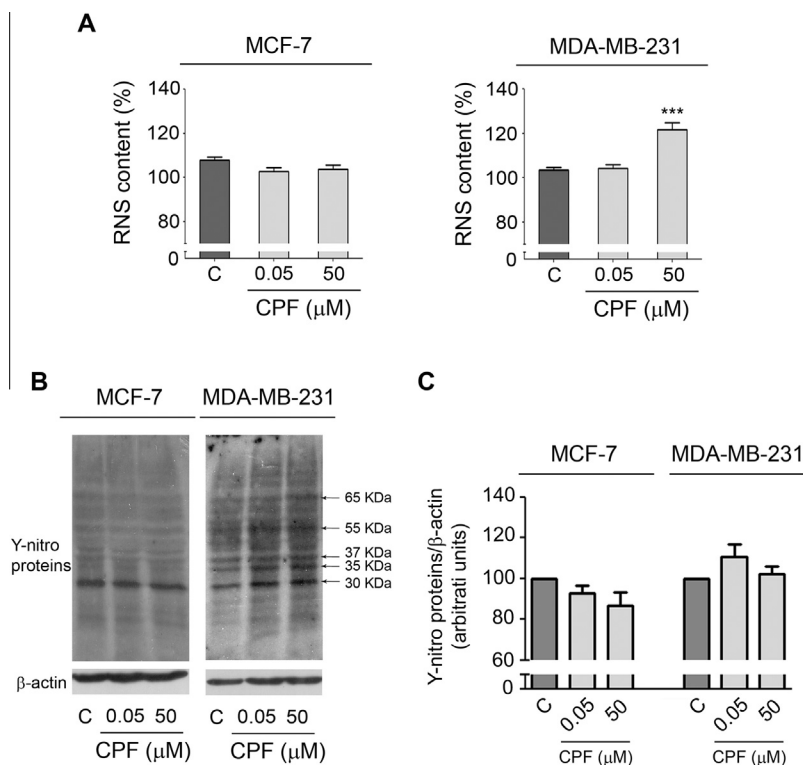 A
MCF-7
MDA-MB-231
RNS content (%)
140
120
100
80
0
C
0.05
50
CPF (μM)
RNS content (%)
140
120
100
80
0
***
C
0.05
50
CPF (μM)
B
MCF-7
MDA-MB-231
Y-nitro
proteins
65 KDa
55 KDa
37 KDa
35 KDa
30 KDa
β-actin
C 0.05 50
CPF (μM)
C 0.05 50
CPF (μM)
C
MCF-7
MDA-MB-231
Y-nitro proteins/β-actin
(arbitrati units)
140
120
100
80
60
0
C
0.05
50
CPF (μM)
C
0.05
50
CPF (μM)